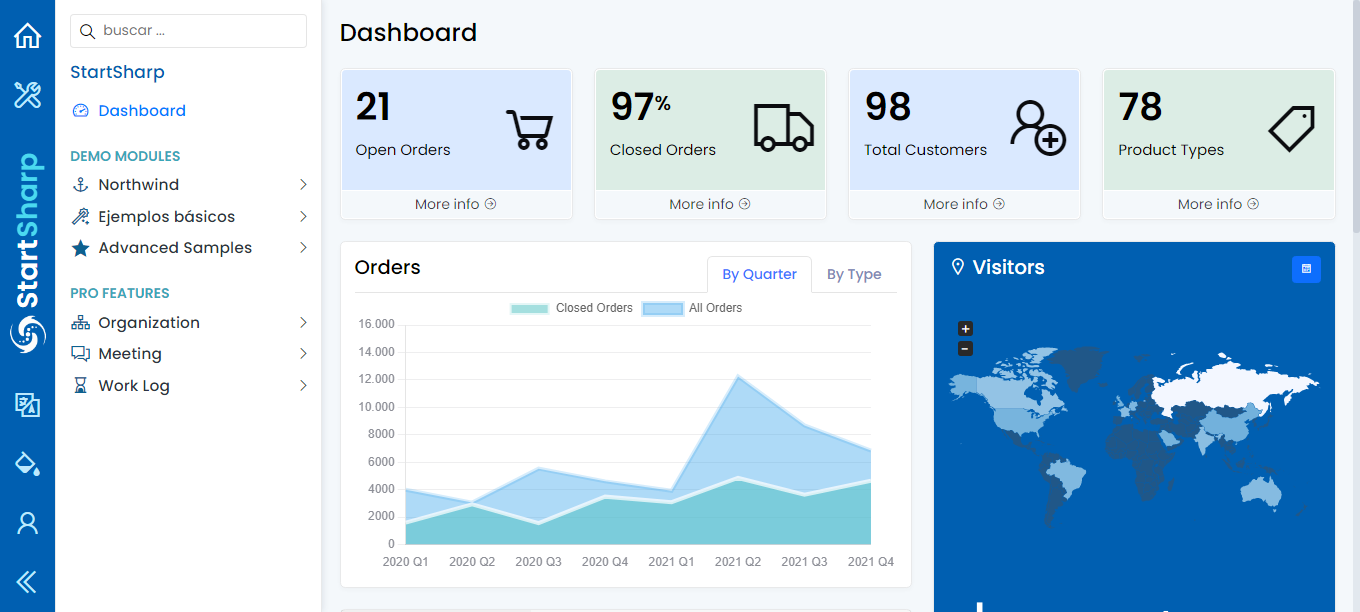 StartSharp
buscar ...
StartSharp
Dashboard
DEMO MODULES
Northwind
Ejemplos básicos
Advanced Samples
PRO FEATURES
Organization
Meeting
Work Log
Dashboard
21
Open Orders
More info
97%
Closed Orders
More info
98
Total Customers
More info
78
Product Types
More info
Orders
By Quarter
By Type
Closed Orders
All Orders
16.000
14.000
12.000
10.000
8000
6000
4000
2000
0
2020 Q1
2020 Q2
2020 Q3
2020 Q4
2021 Q1
2021 Q2
2021 Q3
2021 Q4
Visitors
+
−